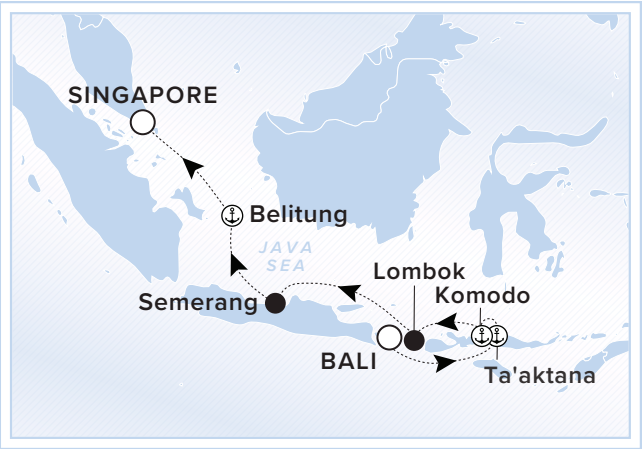 SINGAPORE
Belitung
JAVA
SEA
Lombok
Komodo
Semerang
BALI
Ta'aktana